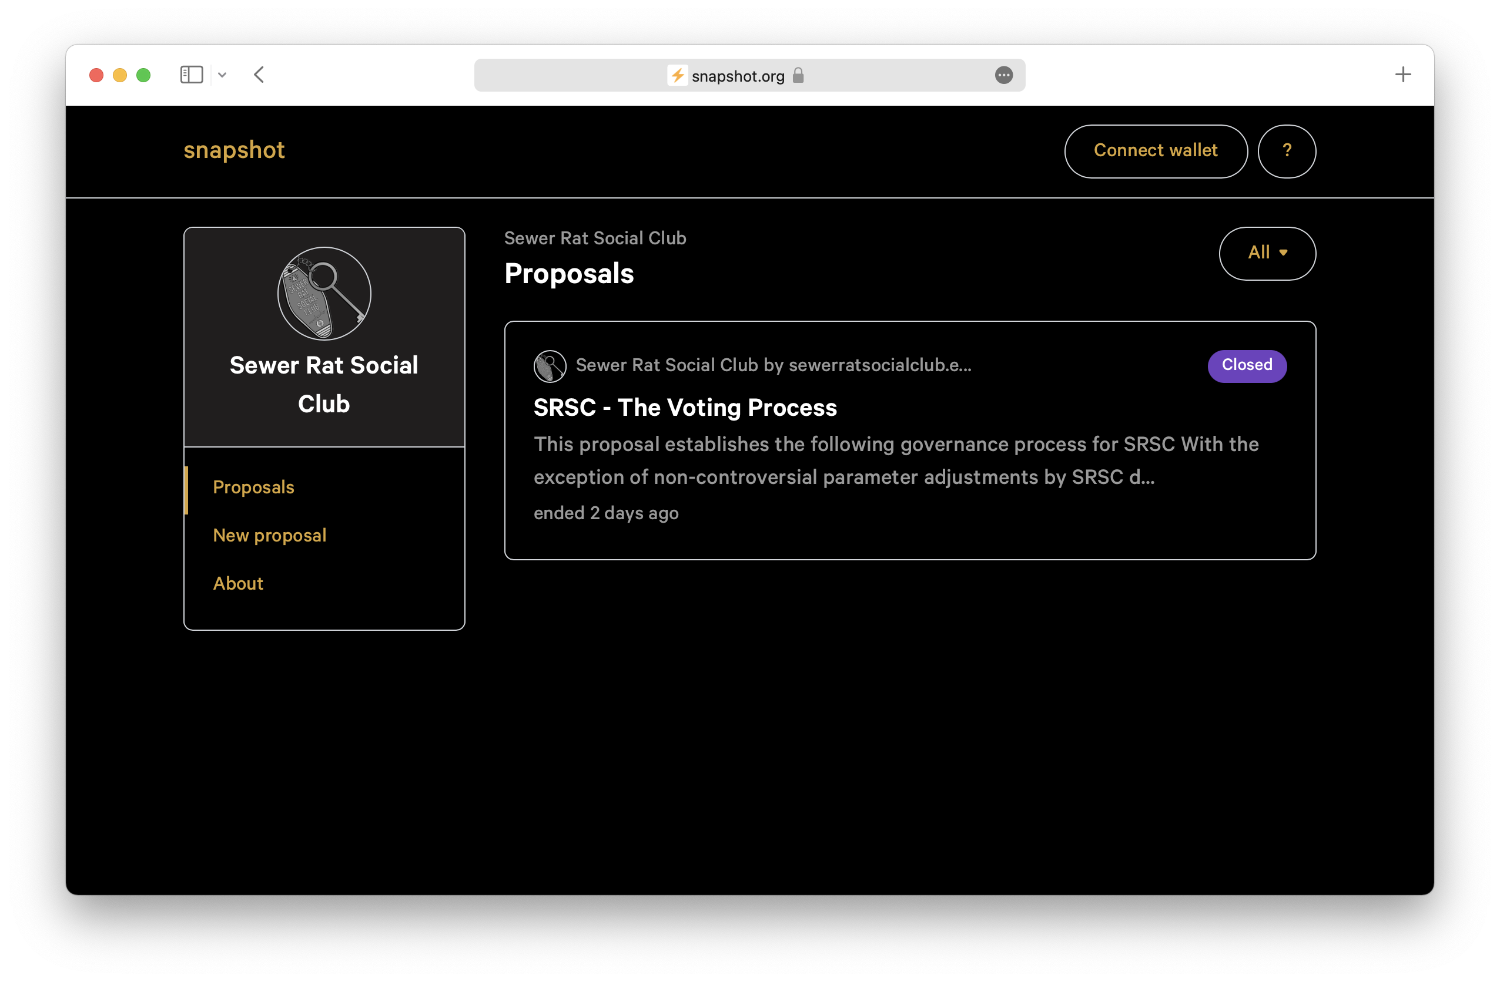 snapshot.org
snapshot
Connect wallet
?
Sewer Rat Social
Club
Proposals
New proposal
About
Sewer Rat Social Club
Proposals
All
Sewer Rat Social Club by sewerratsocialclub.e...
Closed
SRSC - The Voting Process
This proposal establishes the following governance process for SRSC With the
exception of non-controversial parameter adjustments by SRSC d...
ended 2 days ago